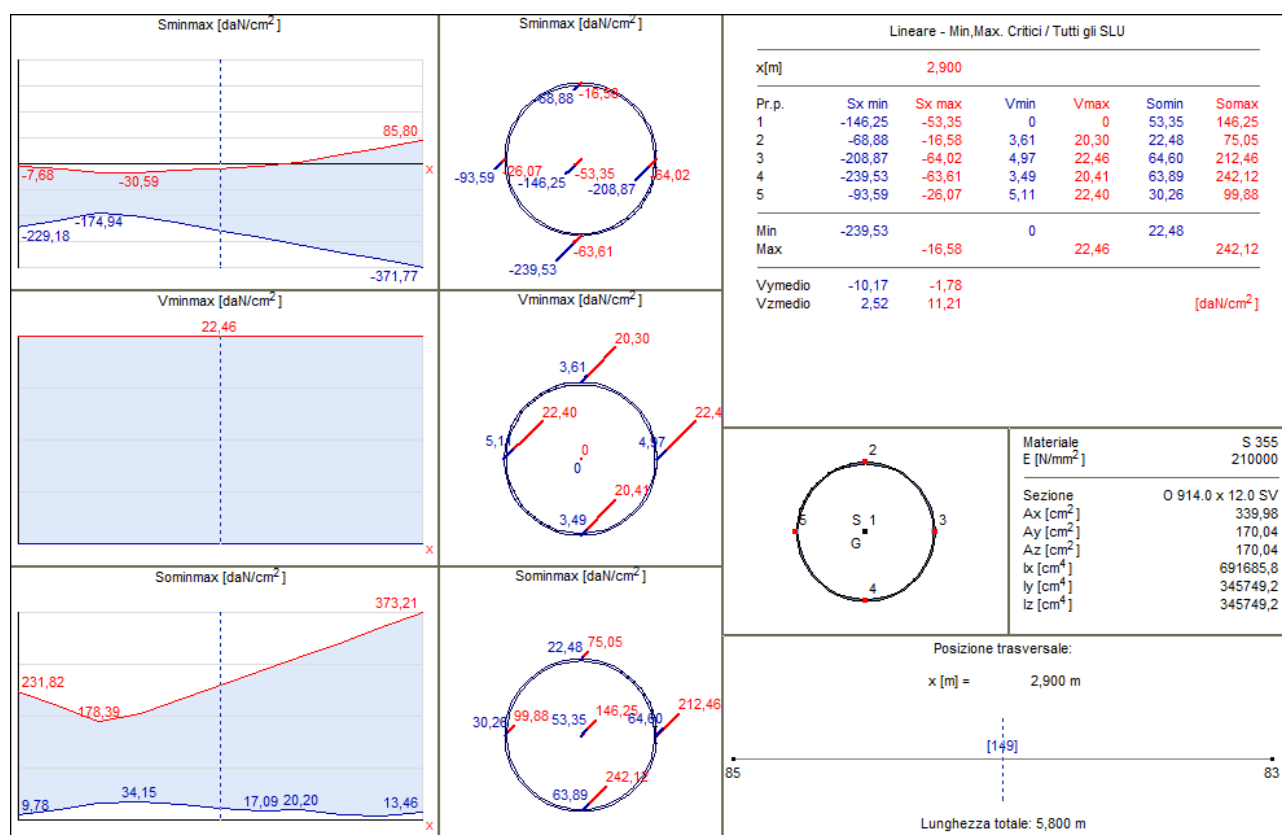 Sminmax [daN/cm²]
85,80
-7,68
-30,59
x
-174,94
-229,18
-371,77
Vminmax [daN/cm²]
22,46
x
Sominmax [daN/cm²]
373,21
231,82
178,39
34,15
9,78
17,09
20,20
13,46
x
Sminmax [daN/cm²]
-68,88
-16,58
-93,59
-26,07
-146,25
-53,35
-208,87
-64,02
-63,61
-239,53
Vminmax [daN/cm²]
20,30
3,61
22,40
22,4
5,11
4,97
0
0
20,41
3,49
Sominmax [daN/cm²]
22,48
75,05
30,26
99,88
53,35
146,25
64,60
212,46
242,12
63,89
Lineare - Min,Max. Critici / Tutti gli SLU
x[m] 2,900
Pr.p. Sx min Sx max Vmin Vmax Somin Somax
1 -146,25 -53,35 0 0 53,35 146,25
2 -68,88 -16,58 3,61 20,30 22,48 75,05
3 -208,87 -64,02 4,97 22,46 64,60 212,46
4 -239,53 -63,61 3,49 20,41 63,89 242,12
5 -93,59 -26,07 5,11 22,40 30,26 99,88
Min -239,53 0 22,48
Max -16,58 22,46 242,12
Vymedio -10,17 -1,78
Vzmedio 2,52 11,21 [daN/cm²]
2
5
S 1
3
G
4
Materiale S 355
E [N/mm²] 210000
Sezione O 914.0 x 12.0 SV
Ax [cm²] 339,98
Ay [cm²] 170,04
Az [cm²] 170,04
Ix [cm⁴] 691685,8
Iy [cm⁴] 345749,2
Iz [cm⁴] 345749,2
Posizione trasversale:
x [m] = 2,900 m
[149]
85
83
Lunghezza totale: 5,800 m